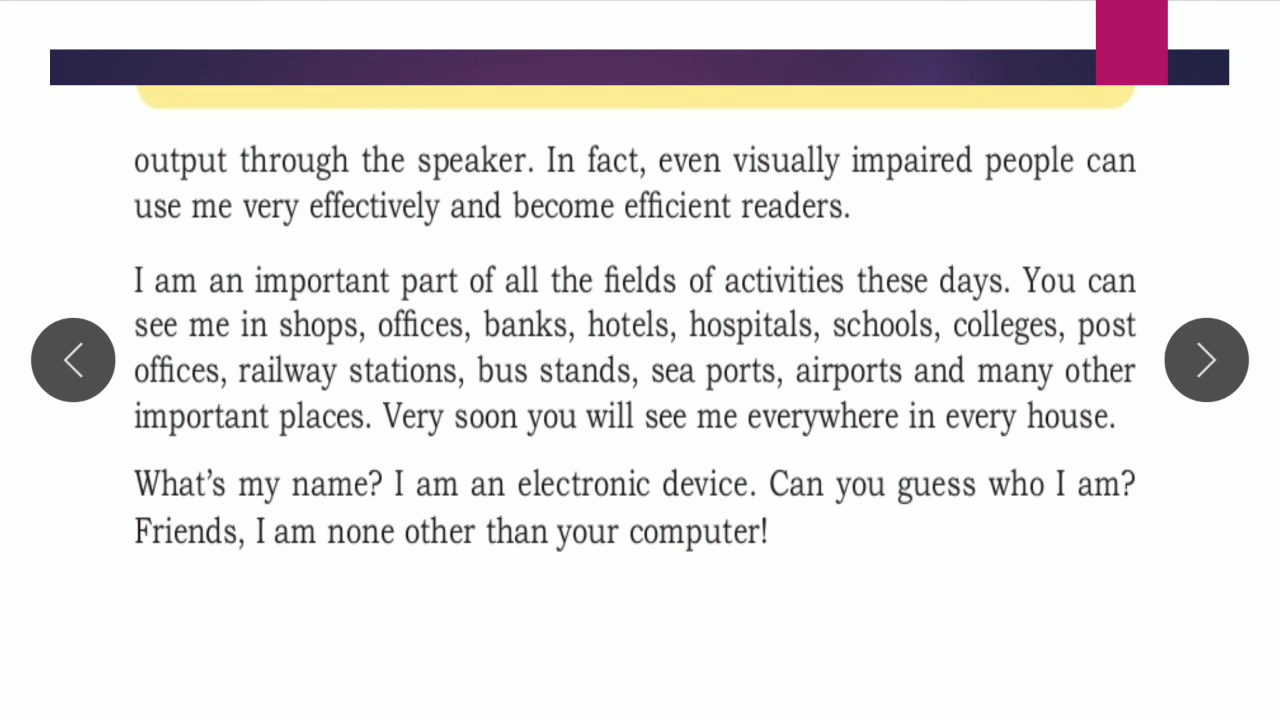 output through the speaker. In fact, even visually impaired people can
use me very effectively and become efficient readers.
I am an important part of all the fields of activities these days. You can
see me in shops, offices, banks, hotels, hospitals, schools, colleges, post
offices, railway stations, bus stands, sea ports, airports and many other
important places. Very soon you will see me everywhere in every house.
What's my name? I am an electronic device. Can you guess who I am?
Friends, I am none other than your computer!